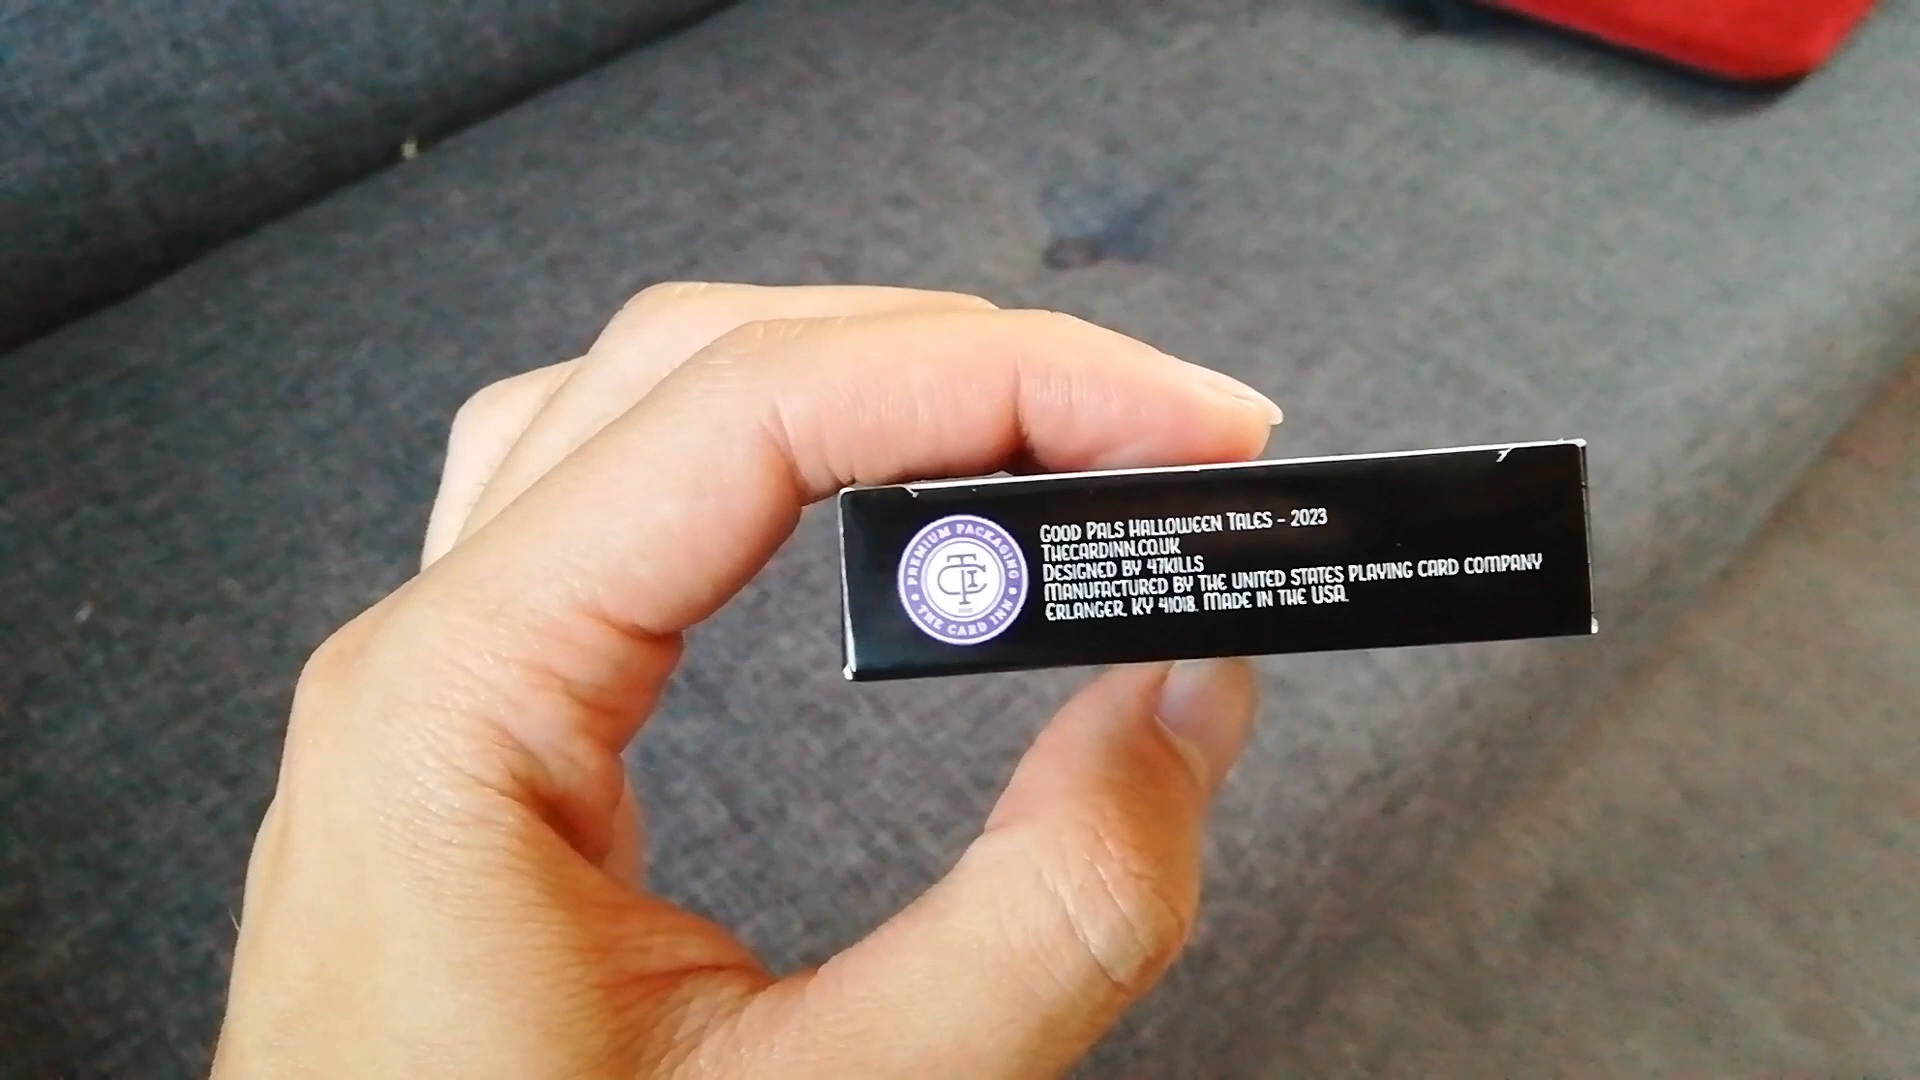 PREMIUM PACKAGING
TCI
THE CARD INN
GOOD PALS HALLOWEEN TALES - 2023
THECARDINN.CO.UK
DESIGNED BY 47KILLS
MANUFACTURED BY THE UNITED STATES PLAYING CARD COMPANY
ERLANGER, KY 41018. MADE IN THE USA.